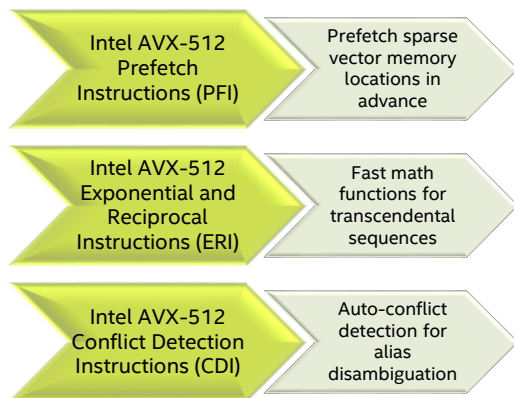 Intel AVX-512
Prefetch
Instructions (PFI)
Prefetch sparse
vector memory
locations in
advance
Intel AVX-512
Exponential and
Reciprocal
Instructions (ERI)
Fast math
functions for
transcendental
sequences
Intel AVX-512
Conflict Detection
Instructions (CDI)
Auto-conflict
detection for
alias
disambiguation